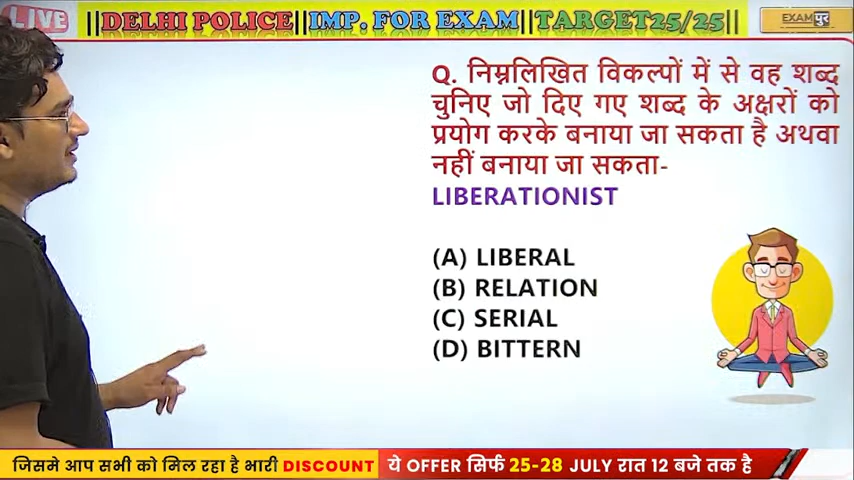 LIVE
||DELHI POLICE||IMP. FOR EXAM||TARGET25/25||
EXAMपुर
Q. निम्नलिखित विकल्पों में से वह शब्द
चुनिए जो दिए गए शब्द के अक्षरों को
प्रयोग करके बनाया जा सकता है अथवा
नहीं बनाया जा सकता-
LIBERATIONIST
(A) LIBERAL
(B) RELATION
(C) SERIAL
(D) BITTERN
जिसमे आप सभी को मिल रहा है भारी DISCOUNT ये OFFER सिर्फ 25-28 JULY रात 12 बजे तक है